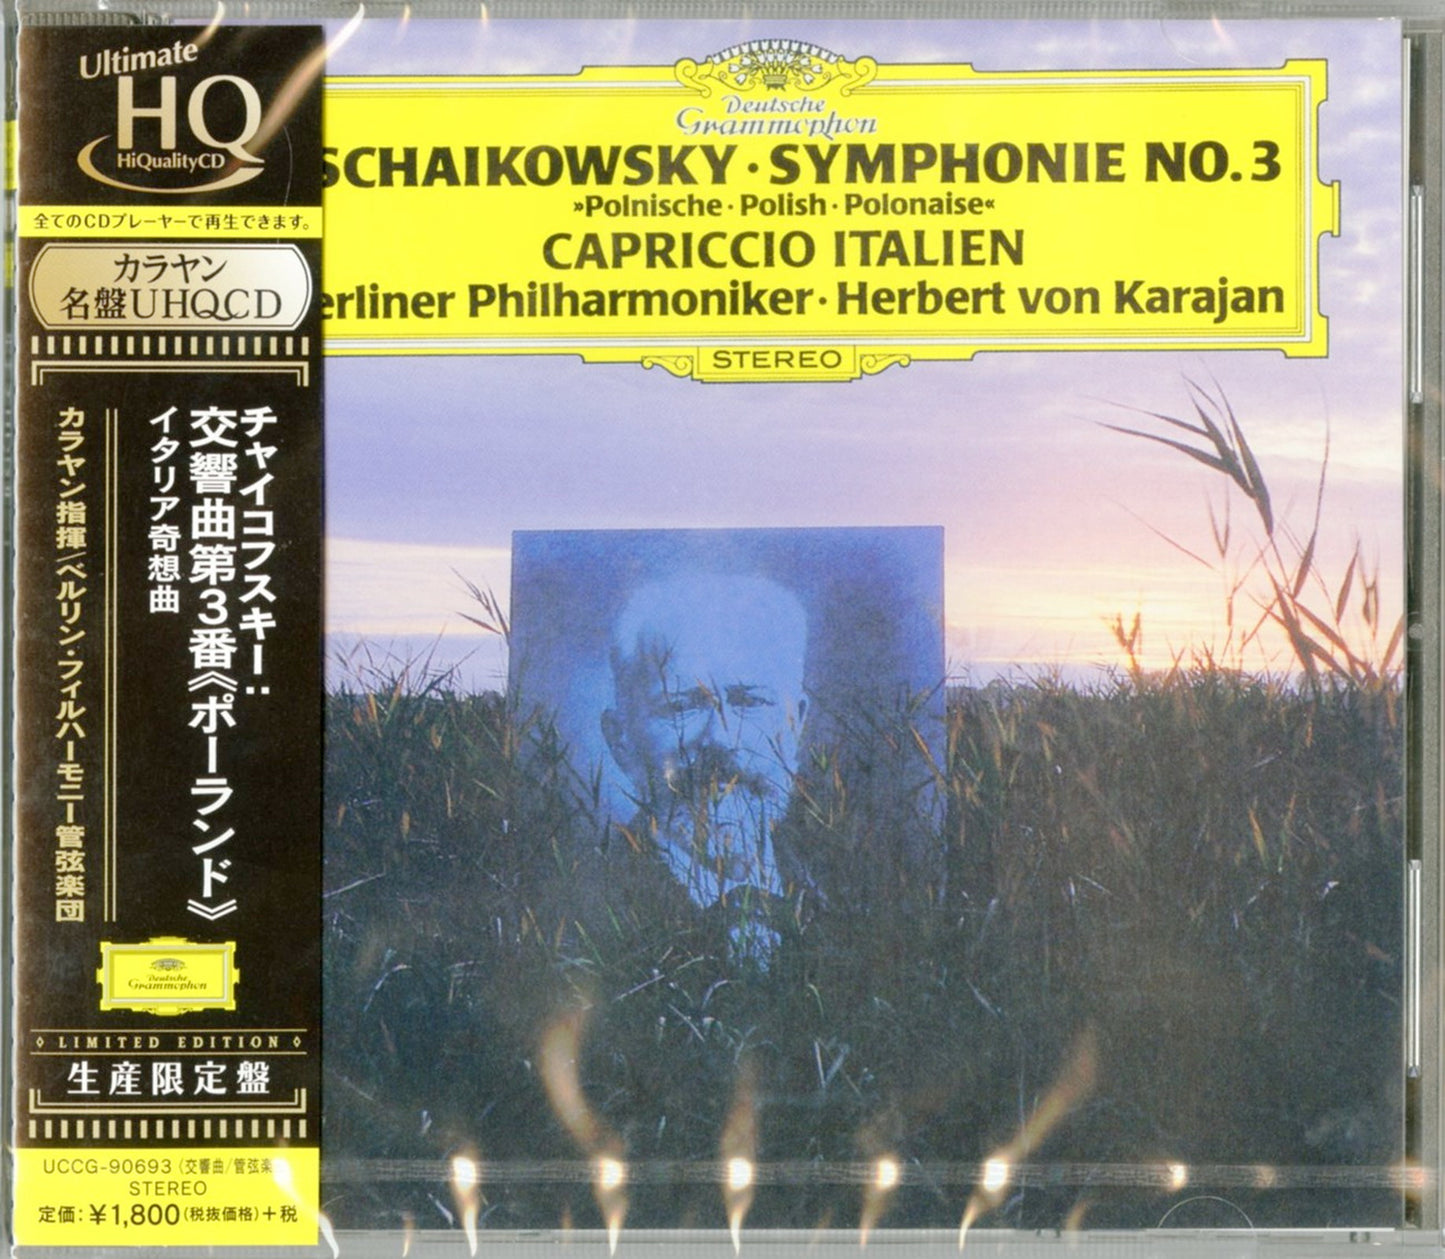 Ultimate
HQ
HiQualityCD
全てのCDプレーヤーで再生できます。
カラヤン
名盤UHQCD
チャイコフスキー:
交響曲第3番《ポーランド》
イタリア奇想曲
カラヤン指揮/ベルリン・フィルハーモニー管弦楽団
Deutsche
Grammophon
LIMITED EDITION
生産限定盤
UCCG-90693 (交響曲/管弦楽
STEREO
定価:¥1,800(税抜価格)+税
Deutsche
Grammophon
SCHAIKOWSKY · SYMPHONIE NO. 3
»Polnische · Polish · Polonaise«
CAPRICCIO ITALIEN
erliner Philharmoniker · Herbert von Karajan
STEREO